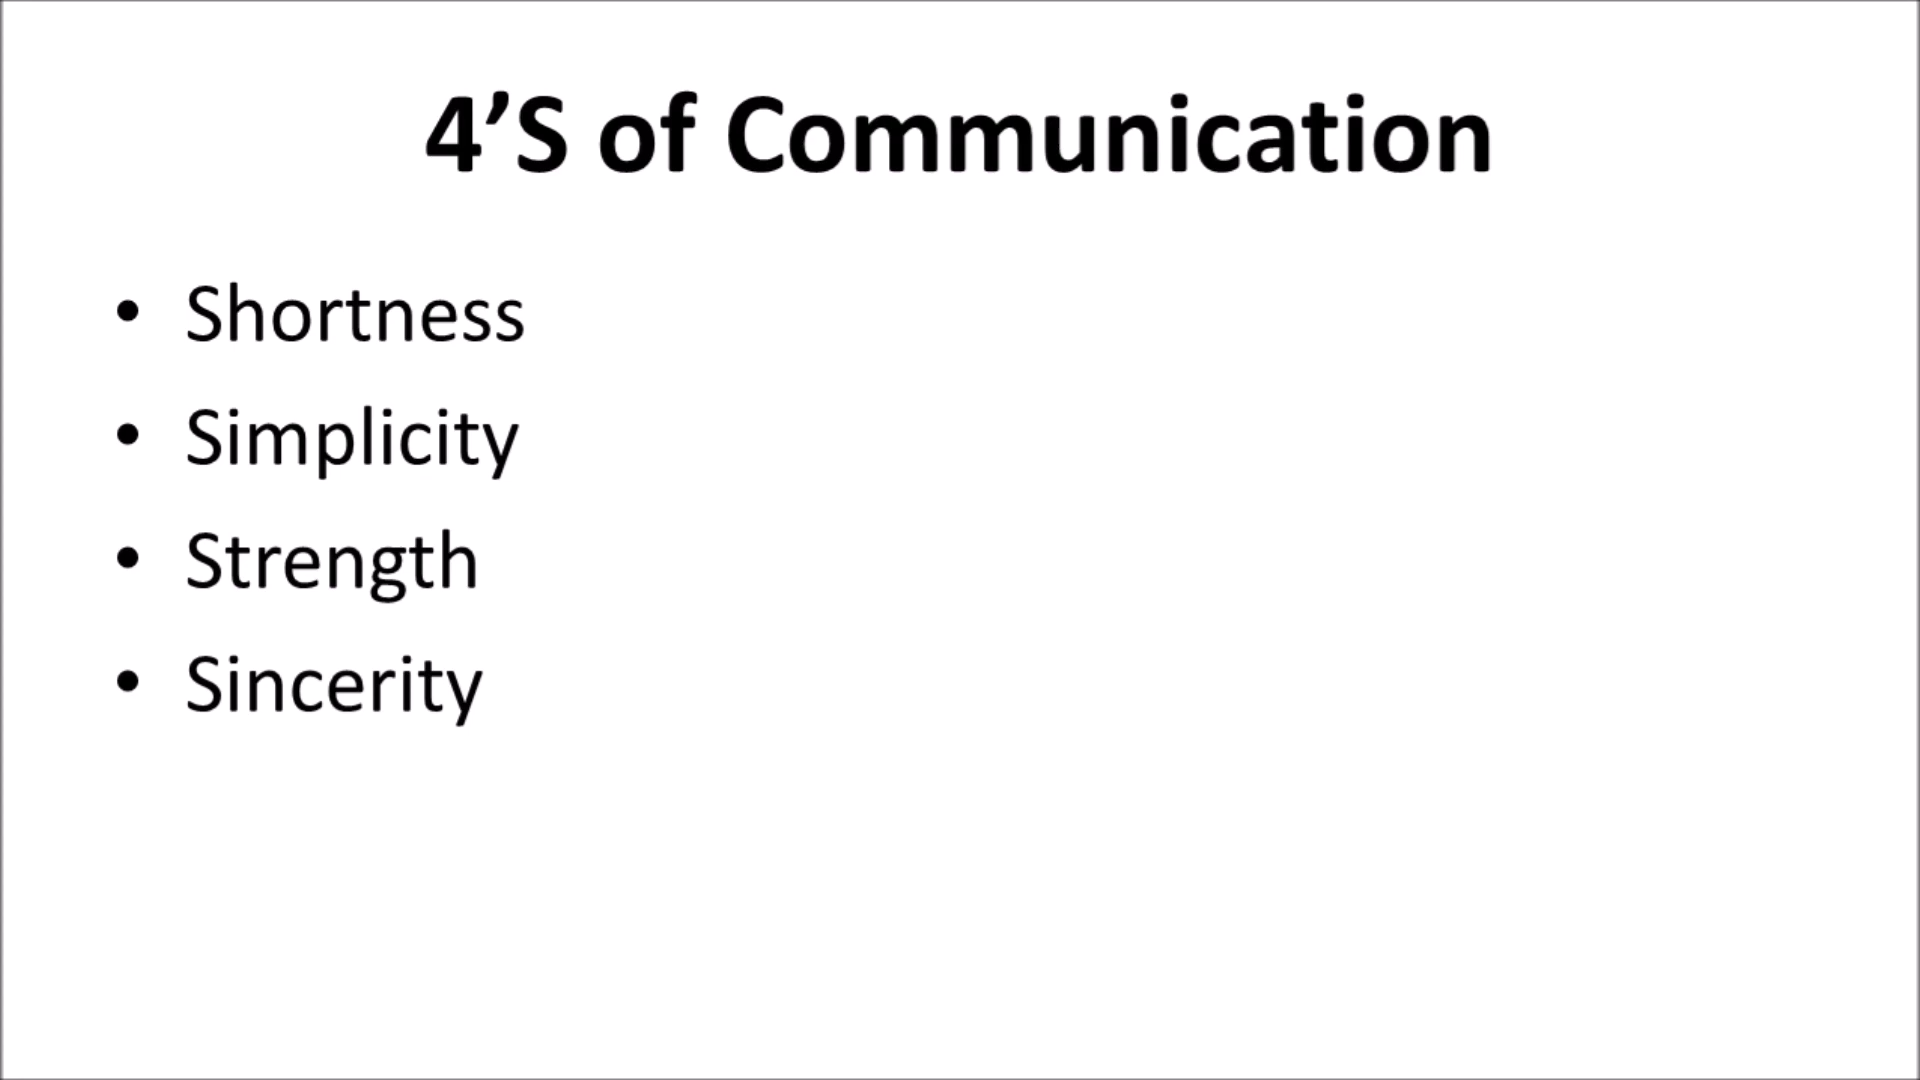 4’S of Communication
• Shortness
• Simplicity
• Strength
• Sincerity